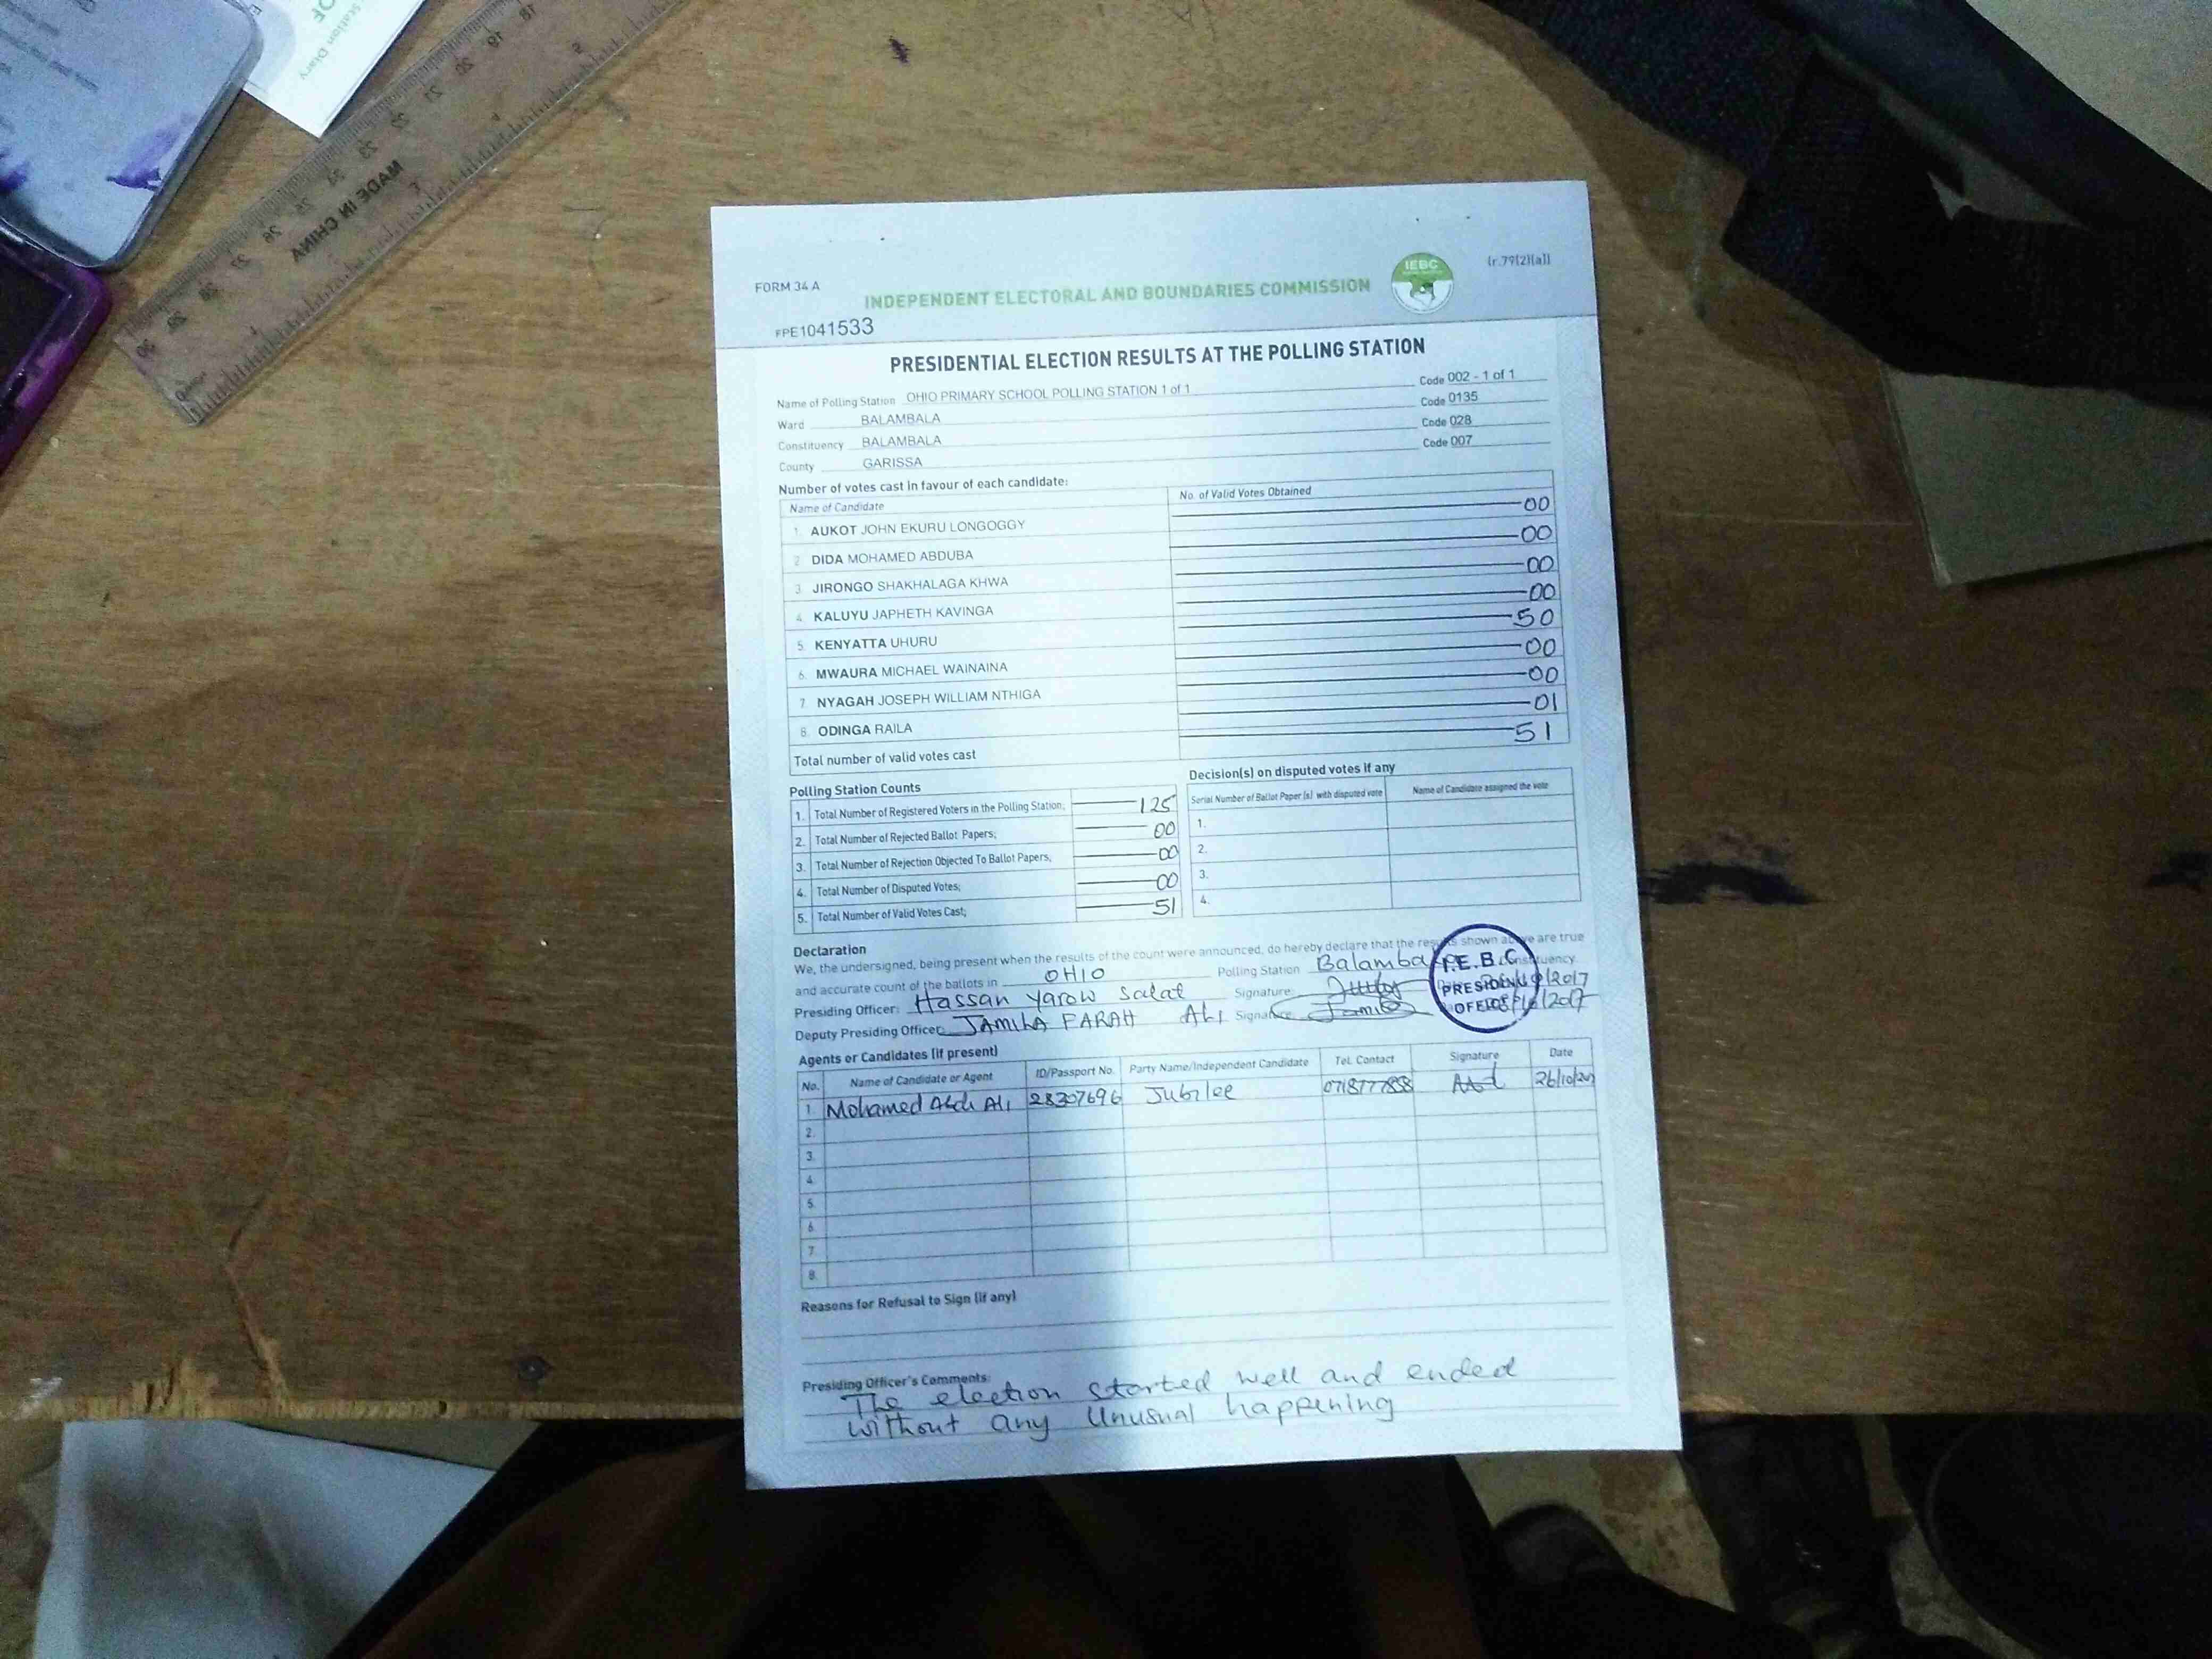 Station Diary
OF
MADE IN CHINA
FORM 34 A
(r.79(2)(a))
INDEPENDENT ELECTORAL AND BOUNDARIES COMMISSION
IEBC
FPE1041533
PRESIDENTIAL ELECTION RESULTS AT THE POLLING STATION
Name of Polling Station OHIO PRIMARY SCHOOL POLLING STATION 1 of 1 Code 002 - 1 of 1
Ward BALAMBALA Code 0135
Constituency BALAMBALA Code 028
County GARISSA Code 007
Number of votes cast in favour of each candidate:
Name of Candidate No. of Valid Votes Obtained
1. AUKOT JOHN EKURU LONGOGGY 00
2. DIDA MOHAMED ABDUBA 00
3. JIRONGO SHAKHALAGA KHWA 00
4. KALUYU JAPHETH KAVINGA 00
5. KENYATTA UHURU 50
6. MWAURA MICHAEL WAINAINA 00
7. NYAGAH JOSEPH WILLIAM NTHIGA 00
8. ODINGA RAILA 01
Total number of valid votes cast 51
Polling Station Counts
1. Total Number of Registered Voters in the Polling Station; 125
2. Total Number of Rejected Ballot Papers; 00
3. Total Number of Rejection Objected To Ballot Papers; 00
4. Total Number of Disputed Votes; 00
5. Total Number of Valid Votes Cast; 51
Decision(s) on disputed votes if any
Serial Number of Ballot Paper (s) with disputed vote Name of Candidate assigned the vote
1.
2.
3.
4.
Declaration
We, the undersigned, being present when the results of the count were announced, do hereby declare that the results shown above are true
and accurate count of the ballots in OHIO Polling Station Balambala Constituency.
Presiding Officer: Hassan Yarow Salat Signature:
Deputy Presiding Officer: JAMILA FARAH ALI Signature: Jamila
I.E.B.C
PRESIDING
OFFICER
Agents or Candidates (if present)
No. Name of Candidate or Agent ID/Passport No. Party Name/Independent Candidate Tel. Contact Signature Date
1. Mohamed Abdi Ali 28307696 Jubilee 0718777858 26/10/2017
2.
3.
4.
5.
6.
7.
8.
Reasons for Refusal to Sign (if any)
Presiding Officer's Comments:
The election started well and ended
without any Unusual happening